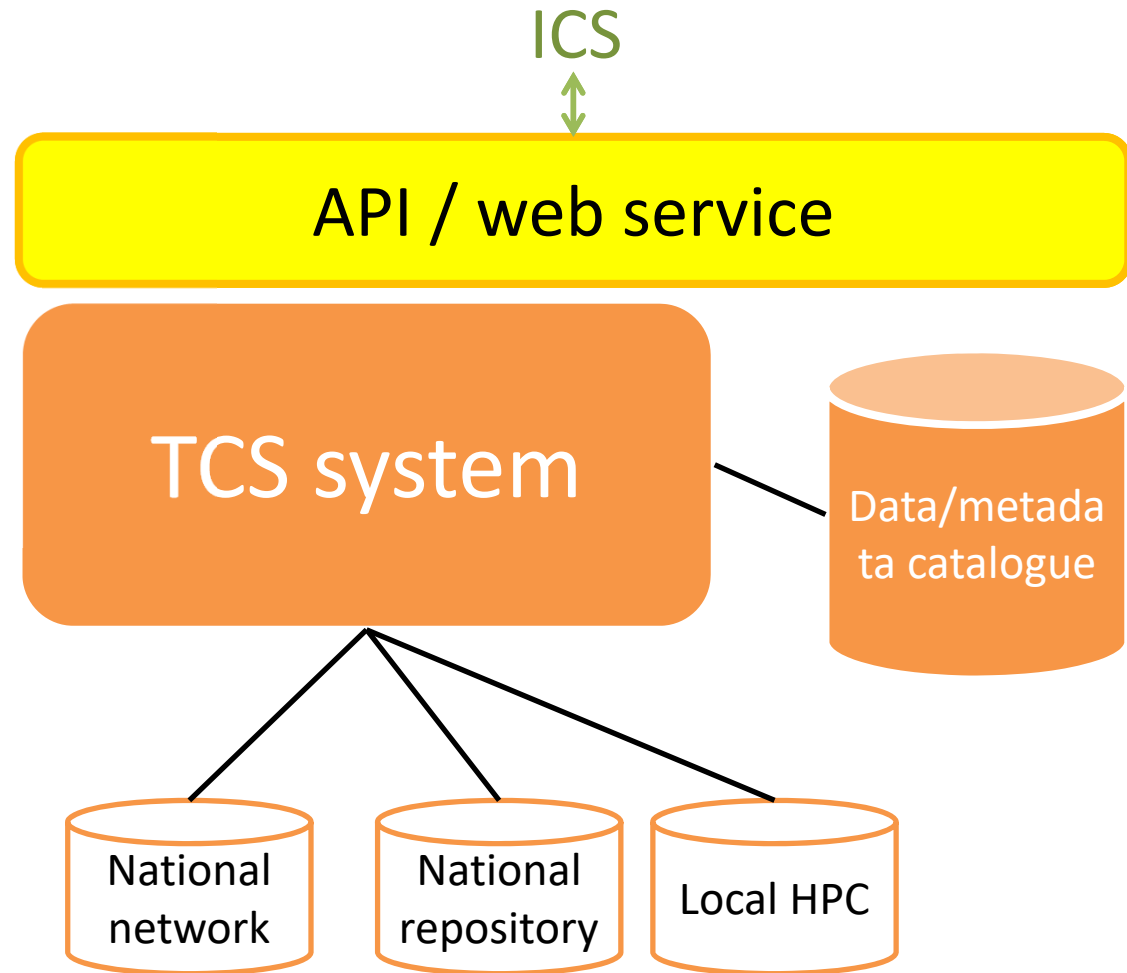 ICS
API / web service
TCS system
Data/metada
ta catalogue
National
network
National
repository
Local HPC